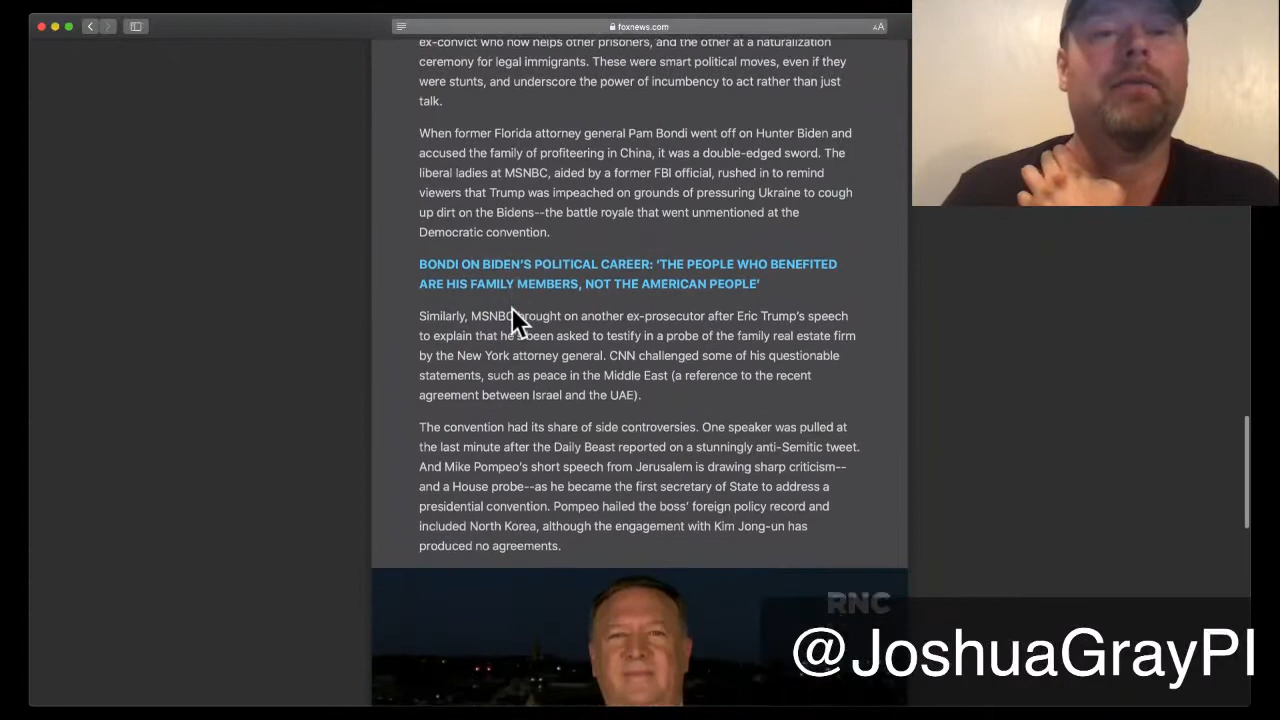 foxnews.com
AA
ex-convict who now helps other prisoners, and the other at a naturalization
ceremony for legal immigrants. These were smart political moves, even if they
were stunts, and underscore the power of incumbency to act rather than just
talk.
When former Florida attorney general Pam Bondi went off on Hunter Biden and
accused the family of profiteering in China, it was a double-edged sword. The
liberal ladies at MSNBC, aided by a former FBI official, rushed in to remind
viewers that Trump was impeached on grounds of pressuring Ukraine to cough
up dirt on the Bidens--the battle royale that went unmentioned at the
Democratic convention.
BONDI ON BIDEN'S POLITICAL CAREER: 'THE PEOPLE WHO BENEFITED
ARE HIS FAMILY MEMBERS, NOT THE AMERICAN PEOPLE'
Similarly, MSNBC brought on another ex-prosecutor after Eric Trump's speech
to explain that he's been asked to testify in a probe of the family real estate firm
by the New York attorney general. CNN challenged some of his questionable
statements, such as peace in the Middle East (a reference to the recent
agreement between Israel and the UAE).
The convention had its share of side controversies. One speaker was pulled at
the last minute after the Daily Beast reported on a stunningly anti-Semitic tweet.
And Mike Pompeo's short speech from Jerusalem is drawing sharp criticism--
and a House probe--as he became the first secretary of State to address a
presidential convention. Pompeo hailed the boss' foreign policy record and
included North Korea, although the engagement with Kim Jong-un has
produced no agreements.
RNC
@JoshuaGrayPI